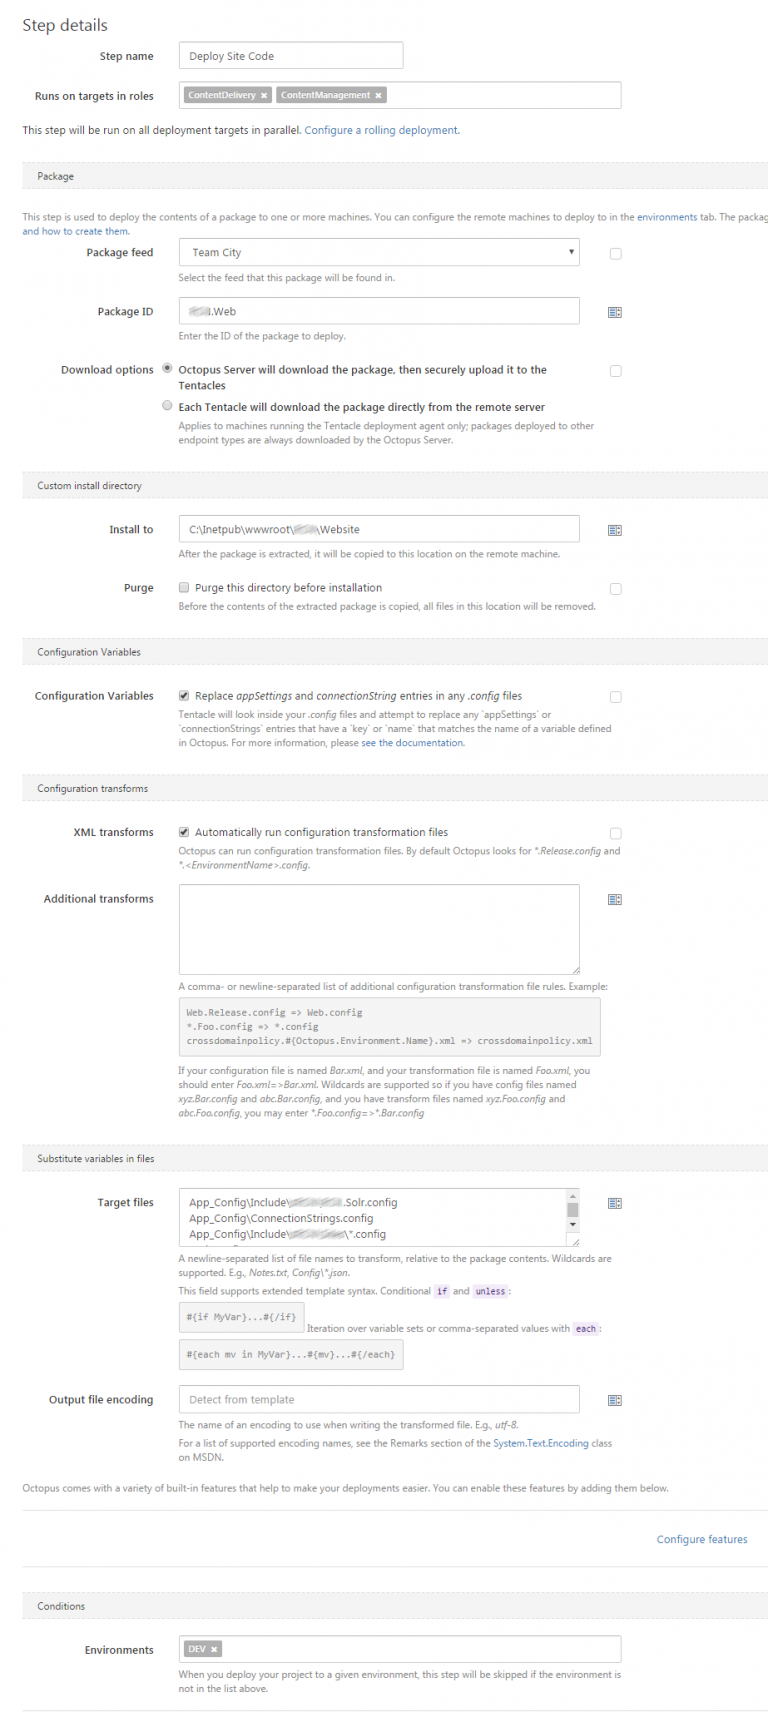 Step details
Step name Deploy Site Code
Runs on targets in roles ContentDelivery × ContentManagement ×
This step will be run on all deployment targets in parallel. Configure a rolling deployment.
Package
This step is used to deploy the contents of a package to one or more machines. You can configure the remote machines to deploy to in the environments tab. The packag
and how to create them.
Package feed Team City
Select the feed that this package will be found in.
Package ID .Web
Enter the ID of the package to deploy.
Download options Octopus Server will download the package, then securely upload it to the
Tentacles
Each Tentacle will download the package directly from the remote server
Applies to machines running the Tentacle deployment agent only; packages deployed to other
endpoint types are always downloaded by the Octopus Server.
Custom install directory
Install to C:\Inetpub\wwwroot\ \Website
After the package is extracted, it will be copied to this location on the remote machine.
Purge Purge this directory before installation
Before the contents of the extracted package is copied, all files in this location will be removed.
Configuration Variables
Configuration Variables Replace appSettings and connectionString entries in any .config files
Tentacle will look inside your .config files and attempt to replace any `appSettings` or
`connectionStrings` entries that have a `key` or `name` that matches the name of a variable defined
in Octopus. For more information, please see the documentation.
Configuration transforms
XML transforms Automatically run configuration transformation files
Octopus can run configuration transformation files. By default Octopus looks for *.Release.config and
*.<EnvironmentName>.config.
Additional transforms
A comma- or newline-separated list of additional configuration transformation file rules. Example:
Web.Release.config => Web.config
*.Foo.config => *.config
crossdomainpolicy.#{Octopus.Environment.Name}.xml => crossdomainpolicy.xml
If your configuration file is named Bar.xml, and your transformation file is named Foo.xml, you
should enter Foo.xml=>Bar.xml. Wildcards are supported so if you have config files named
xyz.Bar.config and abc.Bar.config, and you have transform files named xyz.Foo.config and
abc.Foo.config, you may enter *.Foo.config=>*.Bar.config
Substitute variables in files
Target files App_Config\Include\ .Solr.config
App_Config\ConnectionStrings.config
App_Config\Include\ \*.config
A newline-separated list of file names to transform, relative to the package contents. Wildcards are
supported. E.g., Notes.txt, Config\*.json.
This field supports extended template syntax. Conditional if and unless:
#{if MyVar}...#{/if} Iteration over variable sets or comma-separated values with each:
#{each mv in MyVar}...#{mv}...#{/each}
Output file encoding Detect from template
The name of an encoding to use when writing the transformed file. E.g., utf-8.
For a list of supported encoding names, see the Remarks section of the System.Text.Encoding class
on MSDN.
Octopus comes with a variety of built-in features that help to make your deployments easier. You can enable these features by adding them below.
Configure features
Conditions
Environments DEV ×
When you deploy your project to a given environment, this step will be skipped if the environment is
not in the list above.